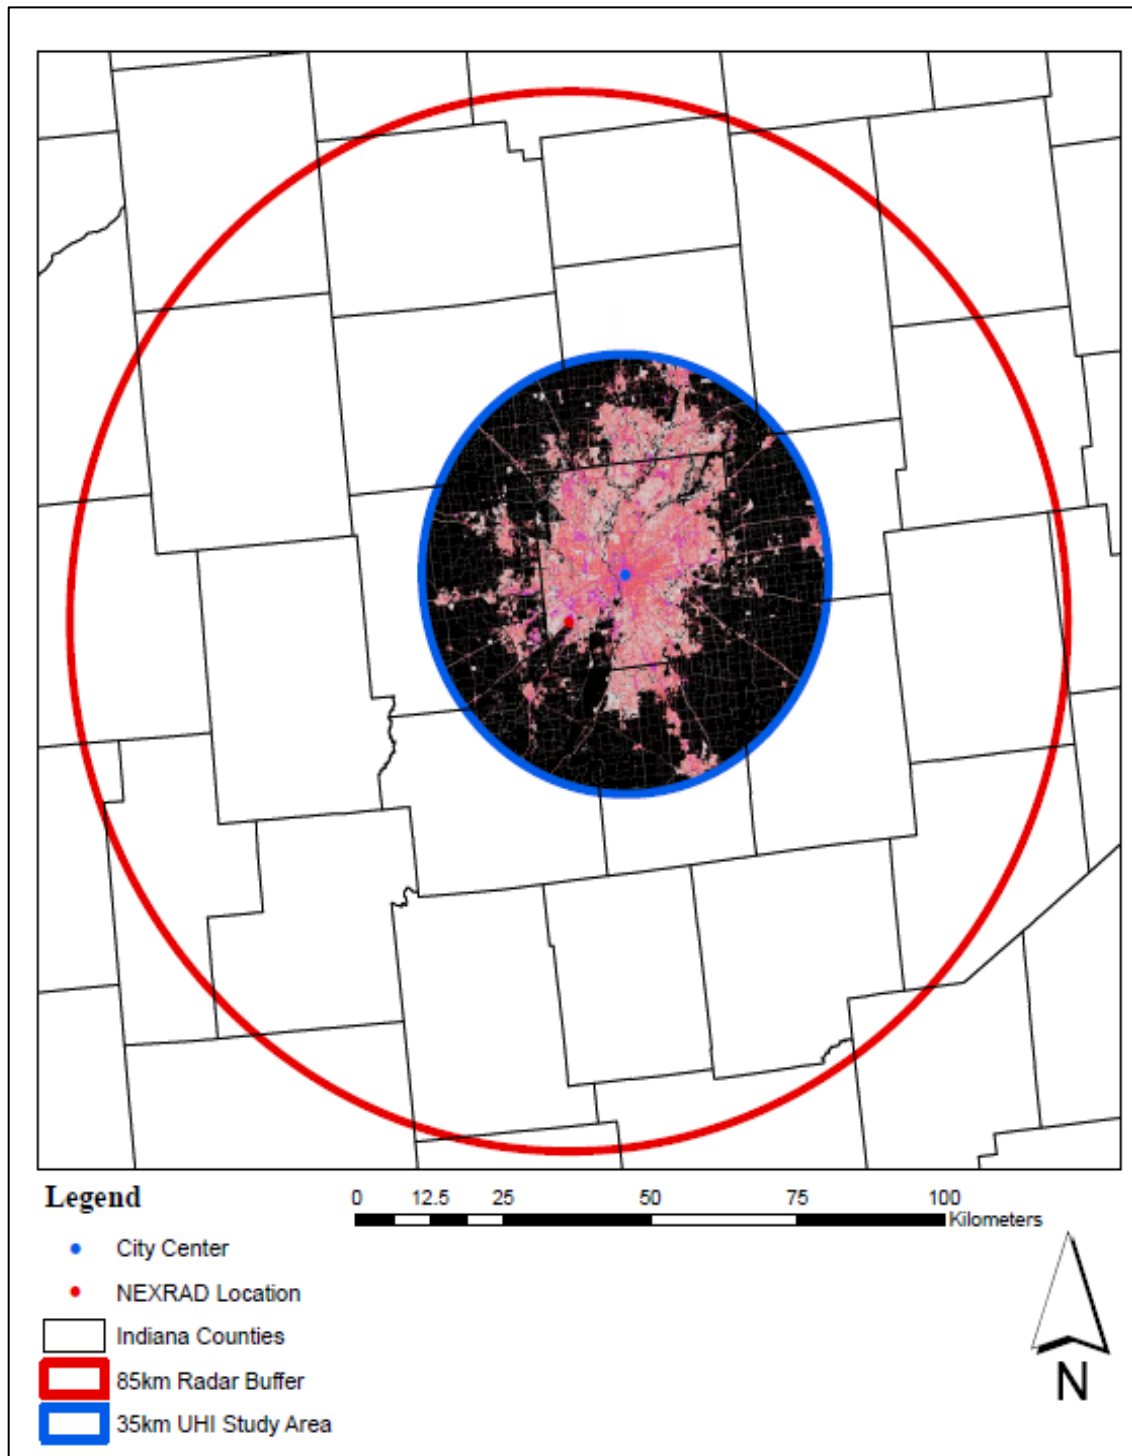 Legend
0 12.5 25 50 75 100
Kilometers
City Center
NEXRAD Location
Indiana Counties
85km Radar Buffer
35km UHI Study Area
N